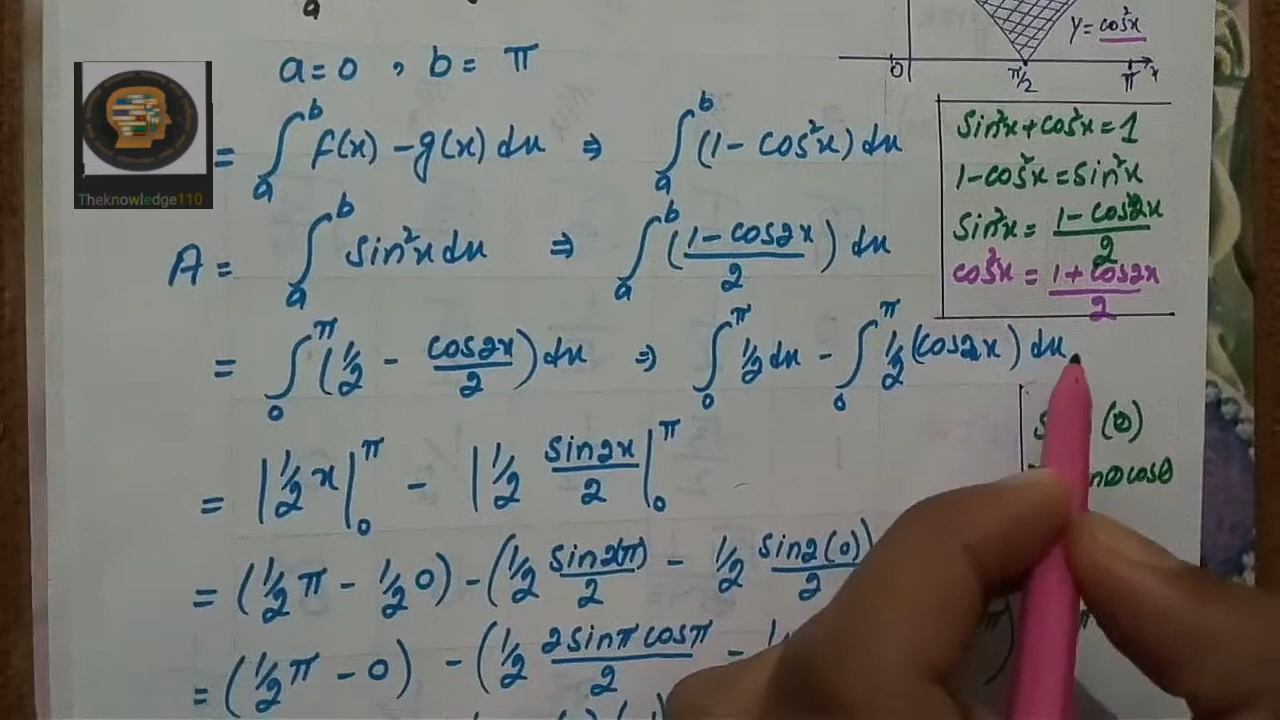 a
y = cos²x
a = 0 , b = π
0 π/2 π x
= ∫ₐᵇ f(x) - g(x) dx ⇒ ∫ₐᵇ (1 - cos²x) dx
sin²x + cos²x = 1
1 - cos²x = sin²x
Theknowledge110
sin²x = (1 - cos2x)/2
A = ∫ₐᵇ sin²x dx ⇒ ∫ₐᵇ ((1 - cos2x)/2) dx
cos²x = (1 + cos2x)/2
= ∫₀^π (1/2 - cos2x/2) dx ⇒ ∫₀^π 1/2 dx - ∫₀^π 1/2 (cos2x) dx
(2)
= |1/2 x|₀^π - |1/2 sin2x/2|₀^π
cosθ
= (1/2 π - 1/2 0) - (1/2 sin2(π)/2 - 1/2 sin2(0)/2
= (1/2 π - 0) - (1/2 2sinπ cosπ/2 -